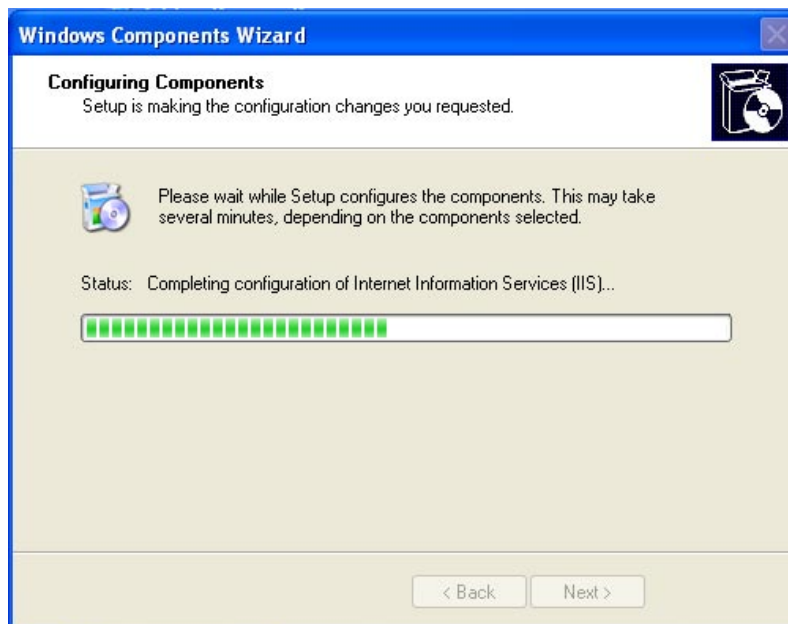 Windows Components Wizard
Configuring Components
Setup is making the configuration changes you requested.
Please wait while Setup configures the components. This may take
several minutes, depending on the components selected.
Status: Completing configuration of Internet Information Services (IIS)...
< Back Next >